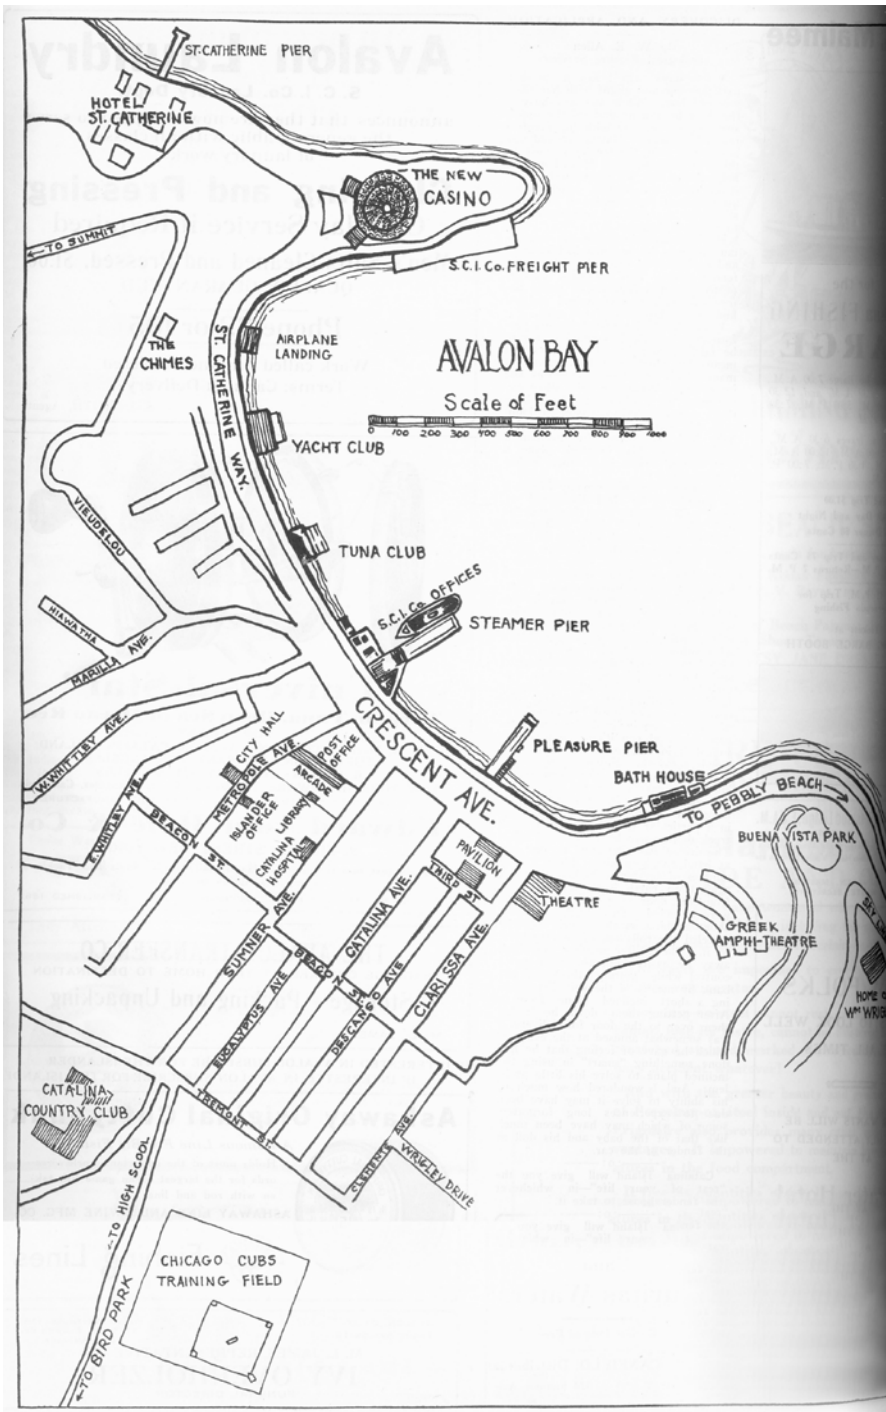 ST. CATHERINE PIER
HOTEL
ST. CATHERINE
THE NEW
CASINO
S.C.I. Co. FREIGHT PIER
←TO SUMMIT
THE
CHIMES
ST. CATHERINE WAY.
AIRPLANE
LANDING
AVALON BAY
Scale of Feet
0 100 200 300 400 500 600 700 800 900 1000
YACHT CLUB
VIEUDELOU
TUNA CLUB
S.C.I. Co. OFFICES
STEAMER PIER
HIAWATHA
MARILLA AVE.
CRESCENT AVE.
W. WHITTLEY AVE.
E. WHITLEY AVE.
CITY HALL
METROPOLE AVE.
POST
OFFICE
ARCADE
ISLANDER
OFFICE
LIBRARY
CATALINA
HOSPITAL
BEACON
ST.
PLEASURE PIER
BATH HOUSE
TO PEBBLY BEACH→
BUENA VISTA PARK
PAVILION
THIRD ST
THEATRE
SUMNER AVE.
CATALINA AVE.
CLARISSA AVE.
BEACON ST.
EUCALYPTUS AVE
DESCANSO AVE
GREEK
AMPHI-THEATRE
HOME
WM WRIG
TREMONT ST.
AVE
WRIGLEY DRIVE
CATALINA
COUNTRY CLUB
←TO HIGH SCOOL
←TO BIRD PARK
CHICAGO CUBS
TRAINING FIELD
Avalon Laundry